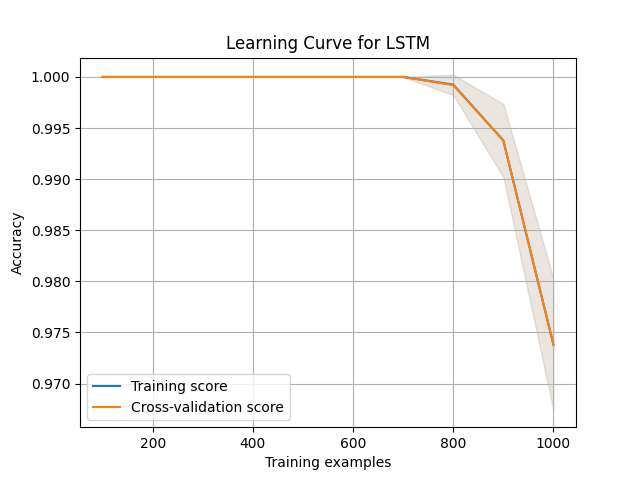 Learning Curve for LSTM
1.000
0.995
0.990
0.985
0.980
0.975
0.970
Accuracy
Training score
Cross-validation score
200 400 600 800 1000
Training examples